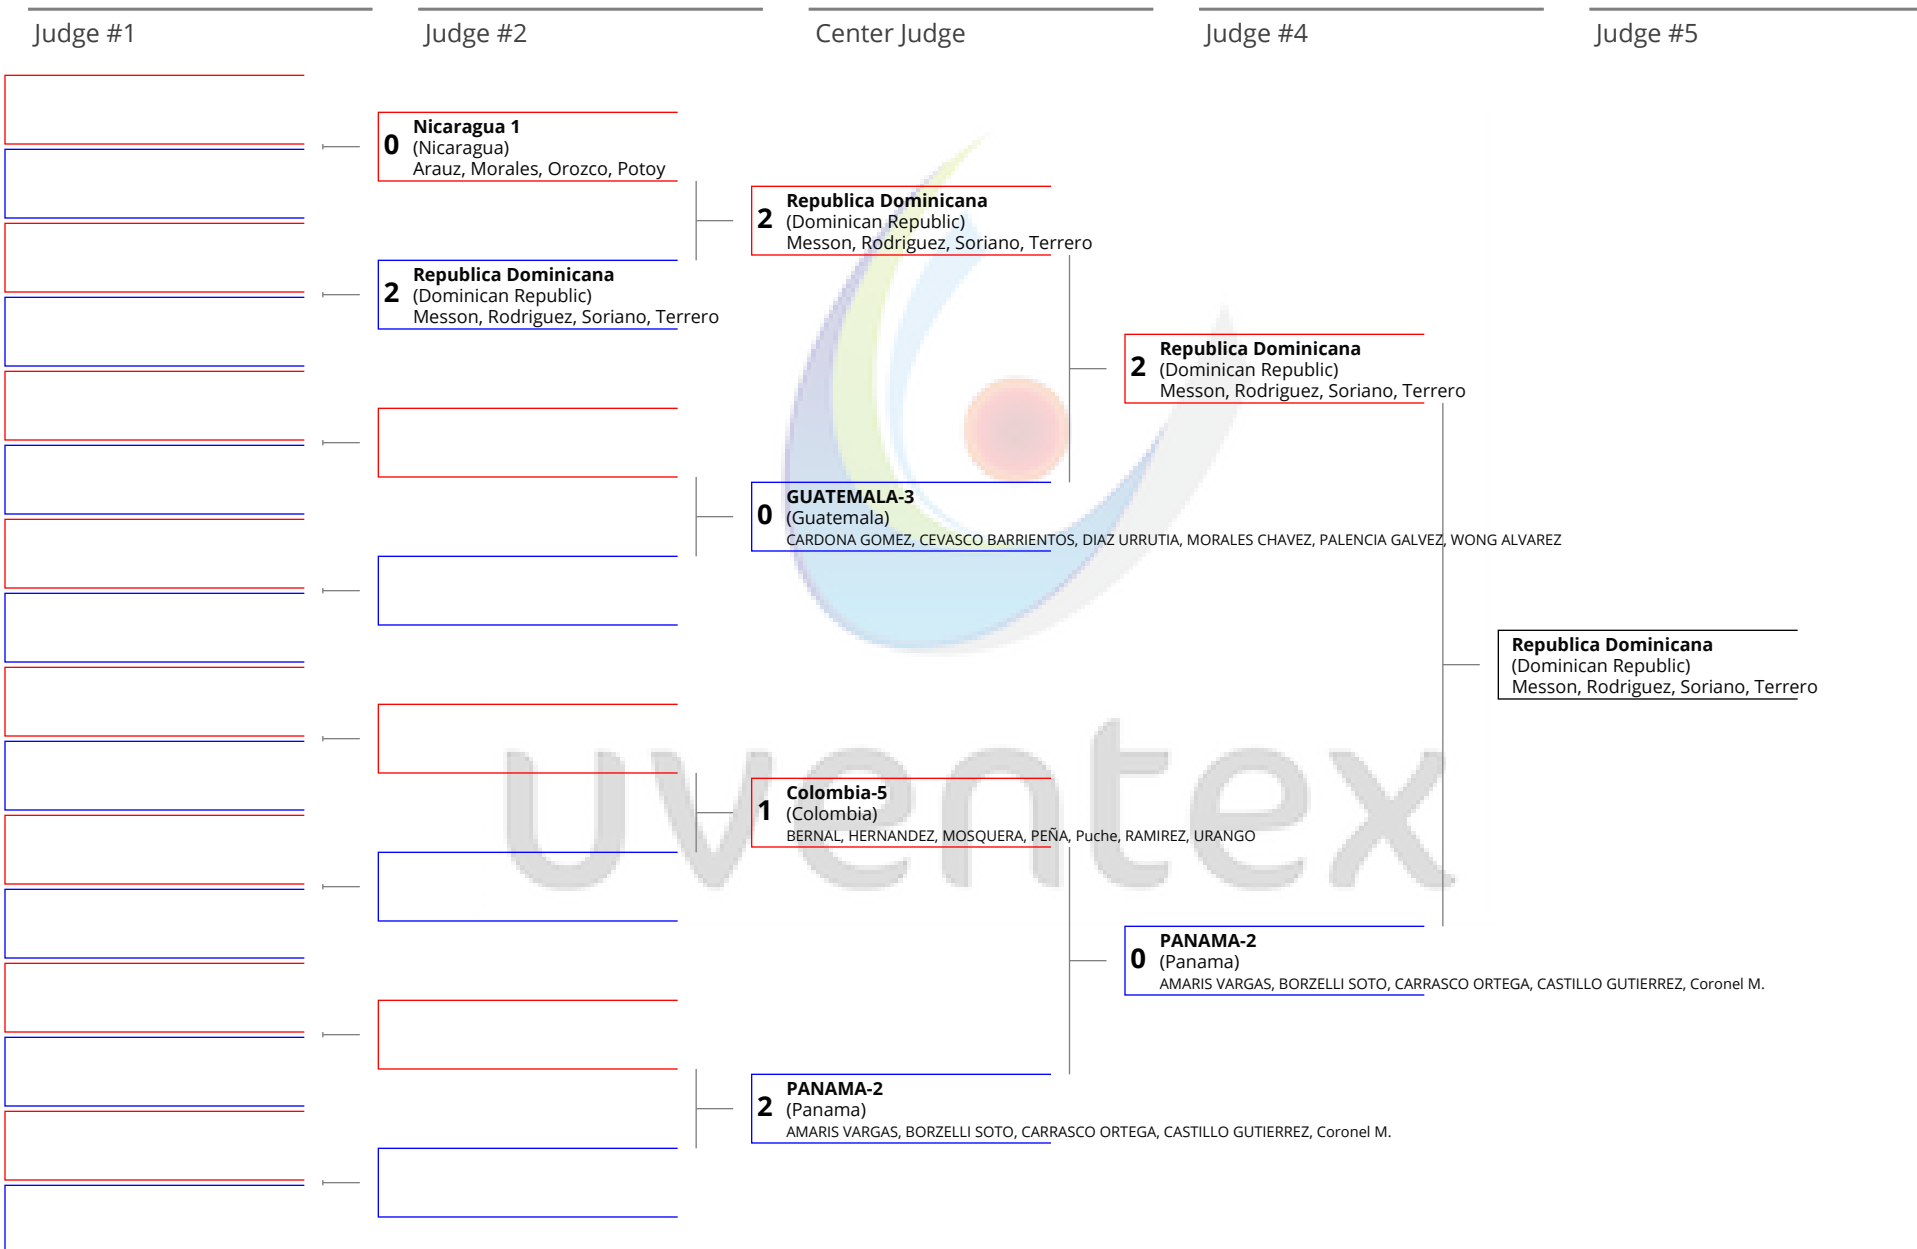 Judge #1
Judge #2
Center Judge
Judge #4
Judge #5
0
Nicaragua 1
(Nicaragua)
Arauz, Morales, Orozco, Potoy
2
Republica Dominicana
(Dominican Republic)
Messon, Rodriguez, Soriano, Terrero
2
Republica Dominicana
(Dominican Republic)
Messon, Rodriguez, Soriano, Terrero
0
GUATEMALA-3
(Guatemala)
CARDONA GOMEZ, CEVASCO BARRIENTOS, DIAZ URRUTIA, MORALES CHAVEZ, PALENCIA GALVEZ, WONG ALVAREZ
1
Colombia-5
(Colombia)
BERNAL, HERNANDEZ, MOSQUERA, PEÑA, Puche, RAMIREZ, URANGO
2
PANAMA-2
(Panama)
AMARIS VARGAS, BORZELLI SOTO, CARRASCO ORTEGA, CASTILLO GUTIERREZ, Coronel M.
2
Republica Dominicana
(Dominican Republic)
Messon, Rodriguez, Soriano, Terrero
0
PANAMA-2
(Panama)
AMARIS VARGAS, BORZELLI SOTO, CARRASCO ORTEGA, CASTILLO GUTIERREZ, Coronel M.
Republica Dominicana
(Dominican Republic)
Messon, Rodriguez, Soriano, Terrero
uventex